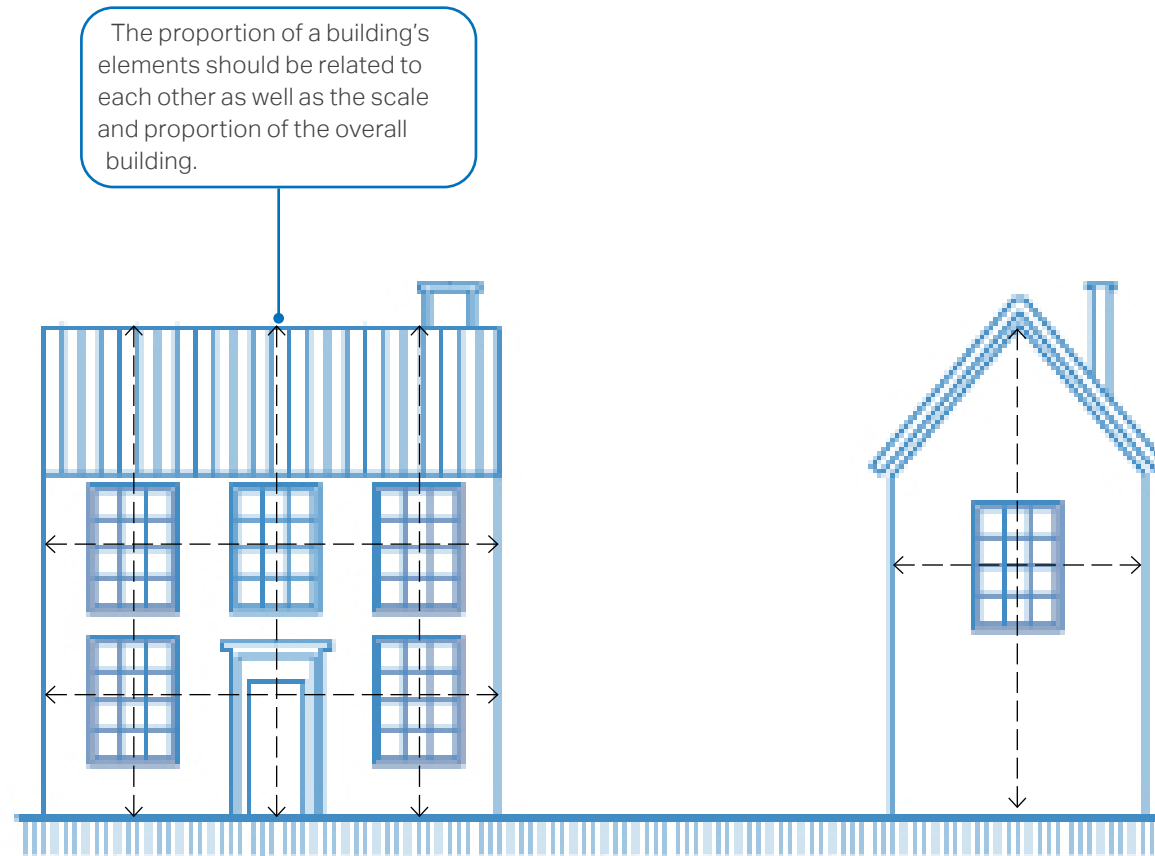 The proportion of a building’s
elements should be related to
each other as well as the scale
and proportion of the overall
building.